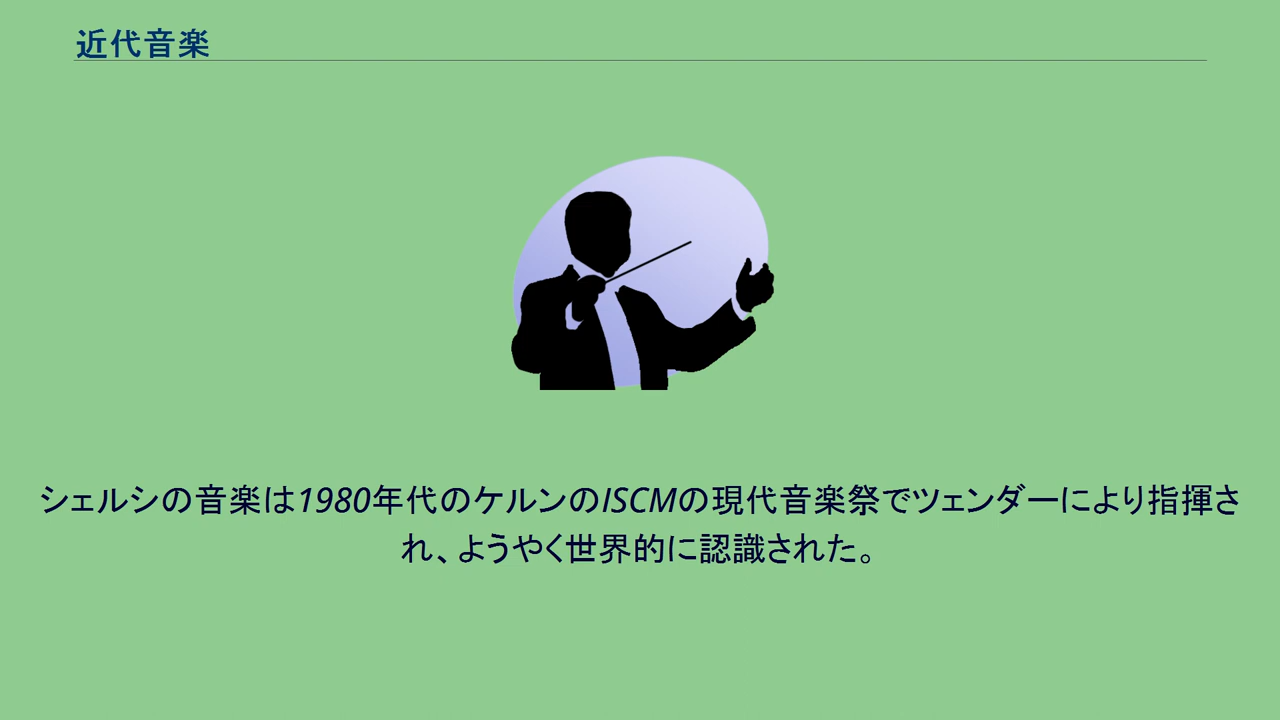 近代音楽
シェルシの音楽は1980年代のケルンのISCMの現代音楽祭でツェンダーにより指揮さ
れ、ようやく世界的に認識された。